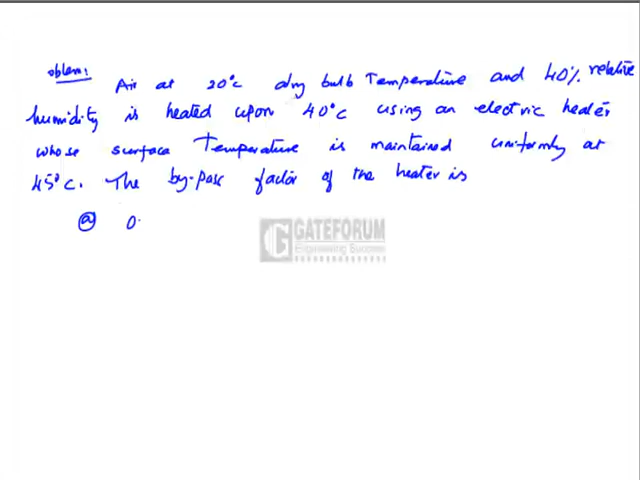 oblem:
Air at 20°C dry bulb Temperature and 40% relative
humidity is heated upon 40°C using an electric heater
whose surface Temperature is maintained uniformly at
45°C. The by-pass factor of the heater is
(a) 0.
GATEFORUM
Engineering Success